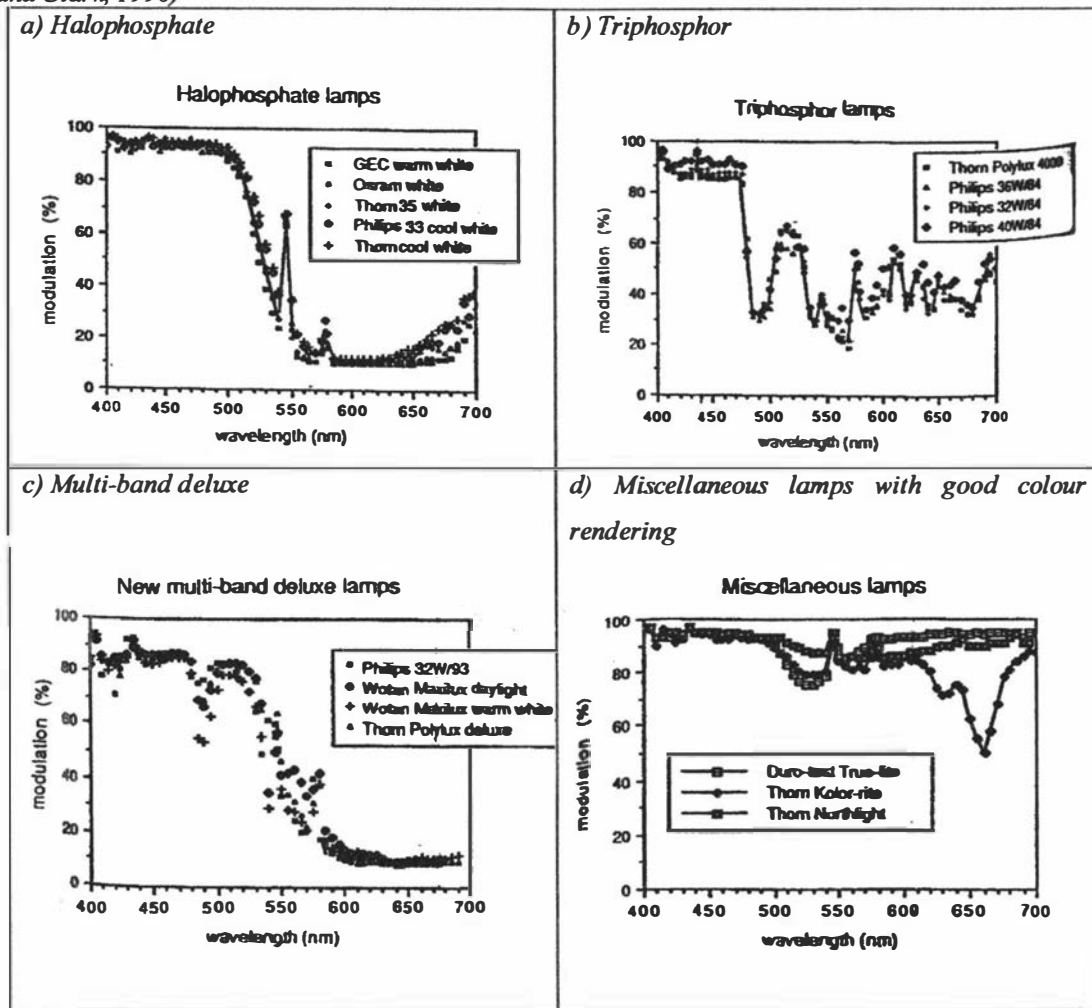 and Stark, 1990)
a) Halophosphate
Halophosphate lamps
100
80
60
40
20
0
modulation (%)
GEC warm white
Osram white
Thorn 35 white
Philips 33 cool white
Thorn cool white
400 450 500 550 600 650 700
wavelength (nm)
b) Triphosphor
Triphosphor lamps
100
80
60
40
20
0
modulation (%)
Thorn Polylux 4000
Philips 36W/84
Philips 32W/84
Philips 40W/84
400 450 500 550 600 650 700
wavelength (nm)
c) Multi-band deluxe
New multi-band deluxe lamps
100
80
60
40
20
0
modulation (%)
Philips 32W/93
Wotan Maxilux daylight
Wotan Maxilux warm white
Thorn Polylux deluxe
400 450 500 550 600 650 700
wavelength (nm)
d) Miscellaneous lamps with good colour
rendering
Miscellaneous lamps
100
80
60
40
20
0
modulation (%)
Duro-test True-lite
Thorn Kolor-rite
Thorn Northlight
400 450 500 550 600 650 700
wavelength (nm)